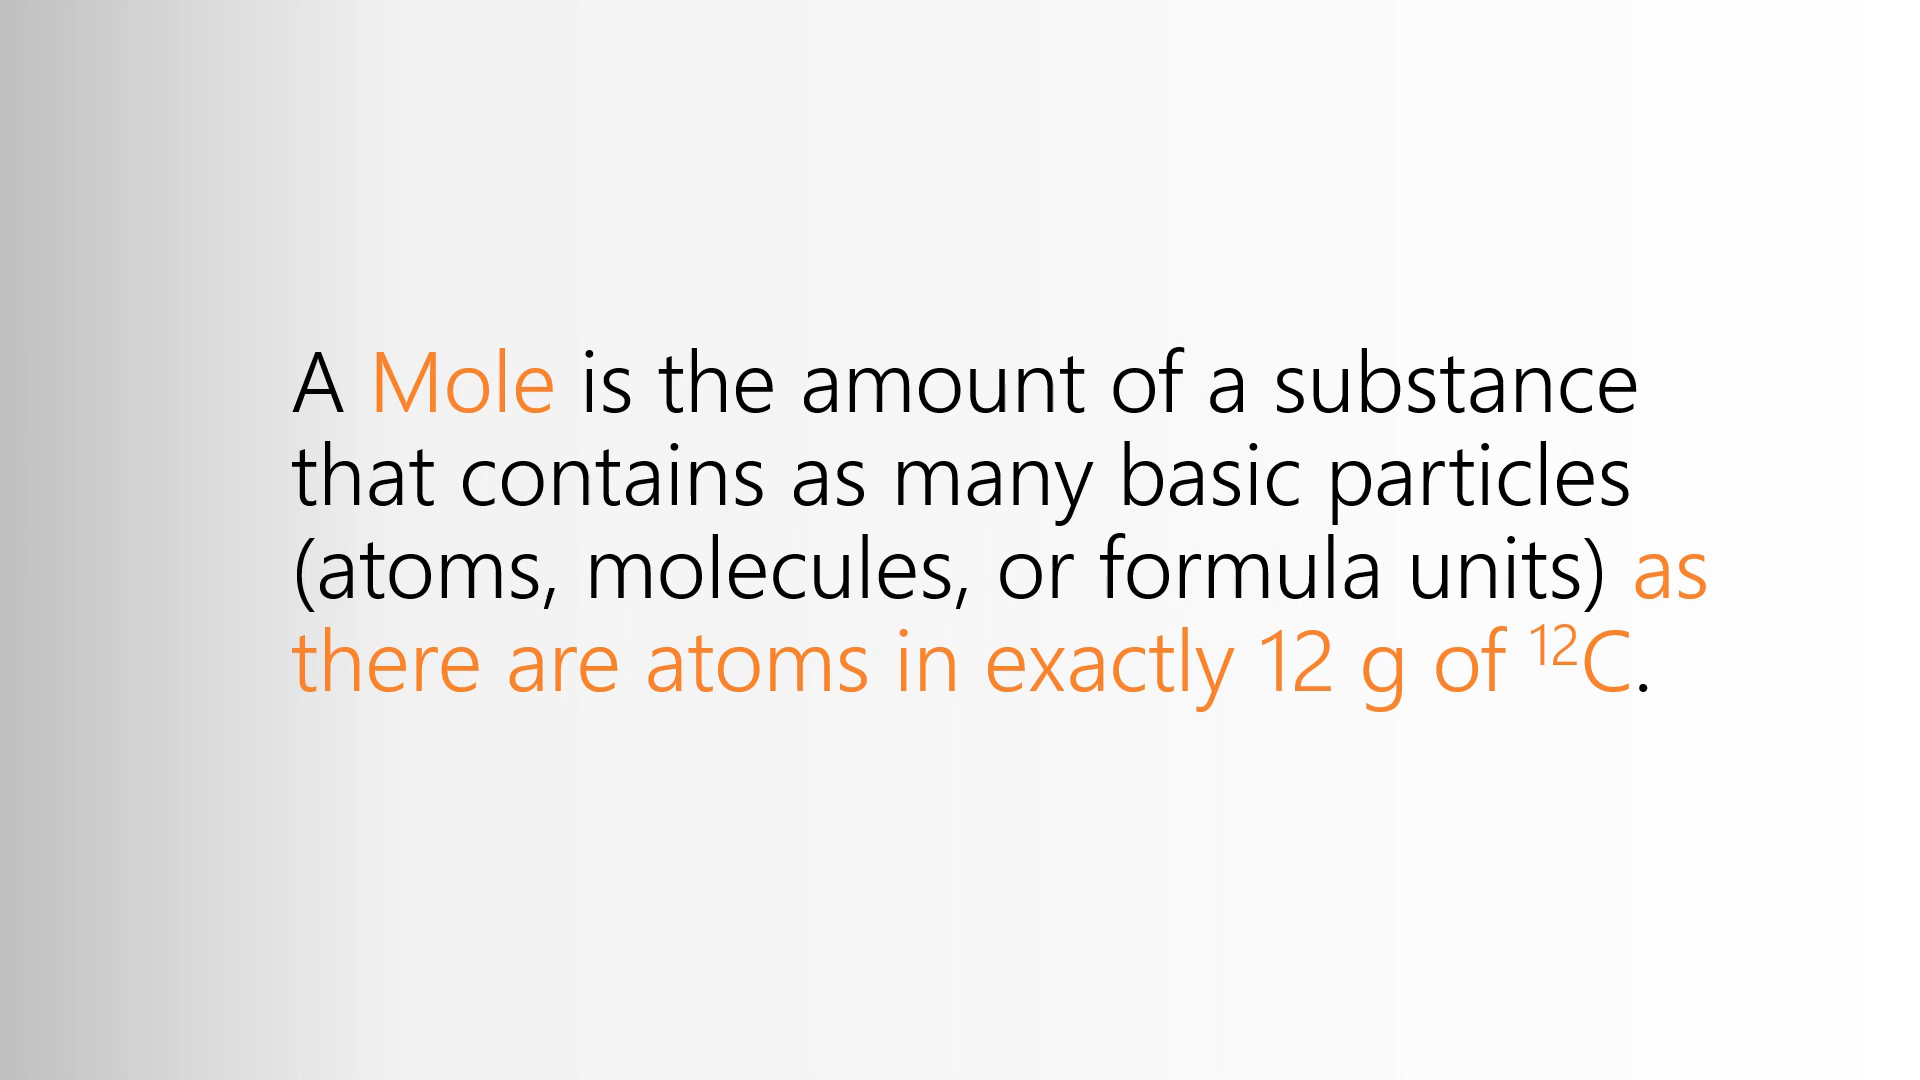 A Mole is the amount of a substance
that contains as many basic particles
(atoms, molecules, or formula units) as
there are atoms in exactly 12 g of ¹²C.